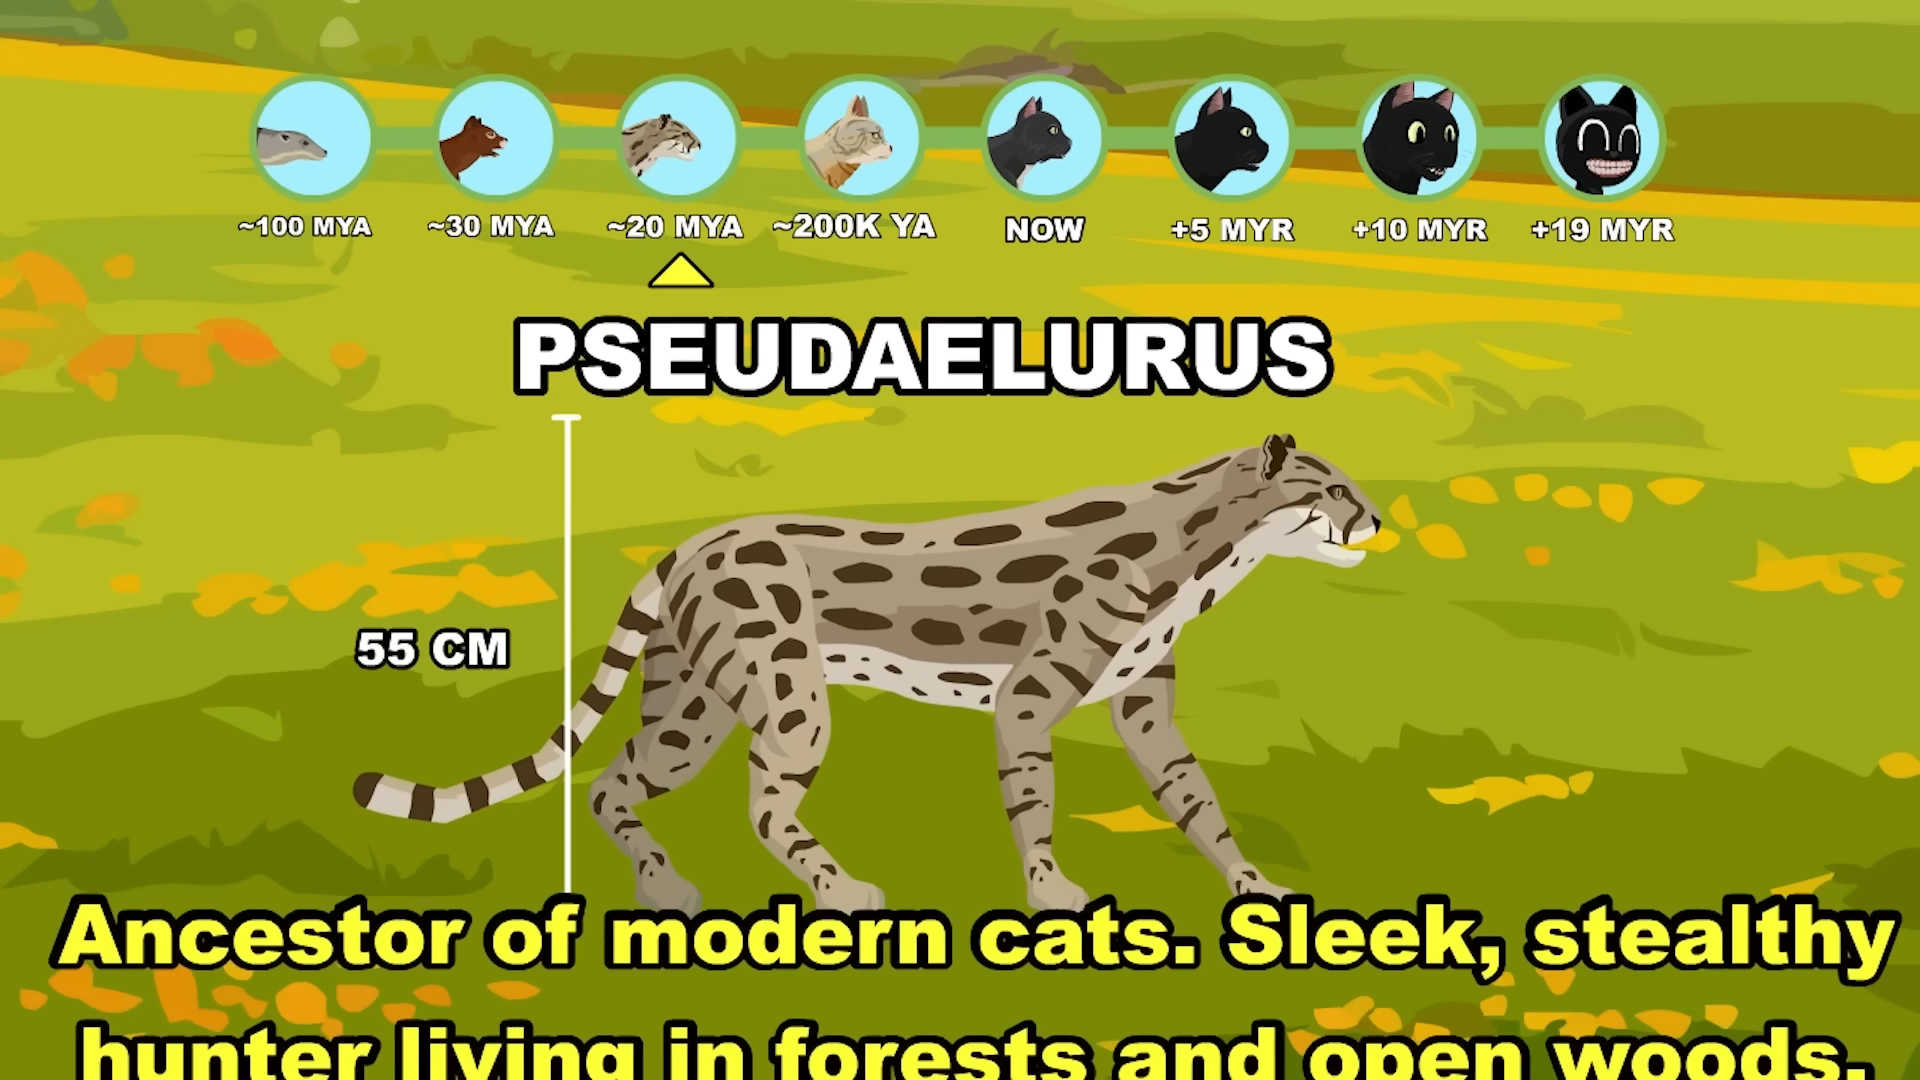 ~100 MYA ~30 MYA ~20 MYA ~200K YA NOW +5 MYR +10 MYR +19 MYR
PSEUDAELURUS
55 CM
Ancestor of modern cats. Sleek, stealthy
hunter living in forests and open woods.